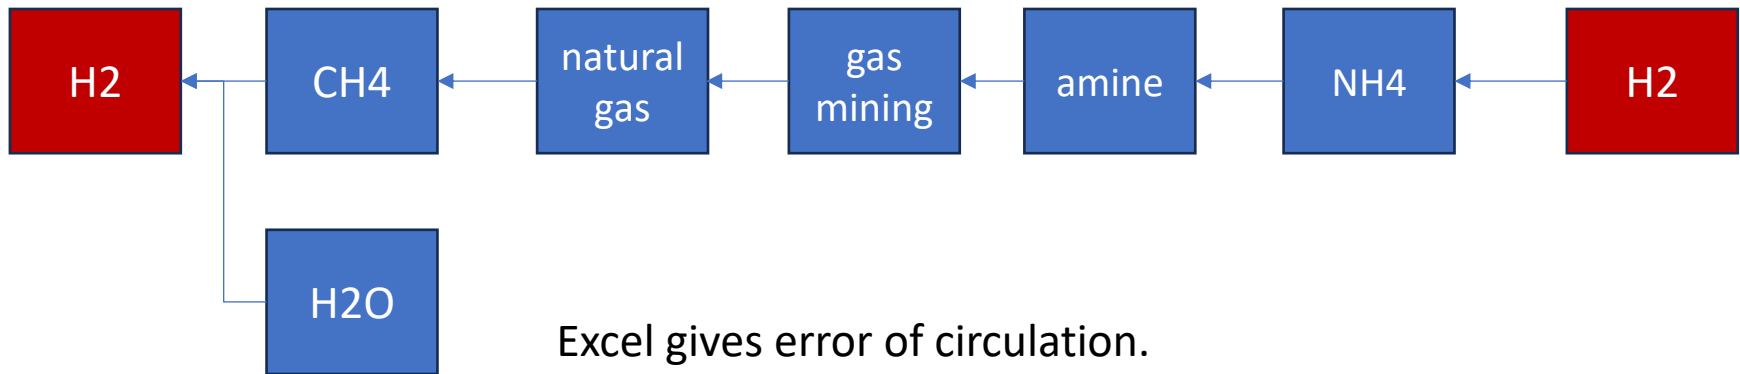 H2
CH4
natural
gas
gas
mining
amine
NH4
H2
H2O
Excel gives error of circulation.